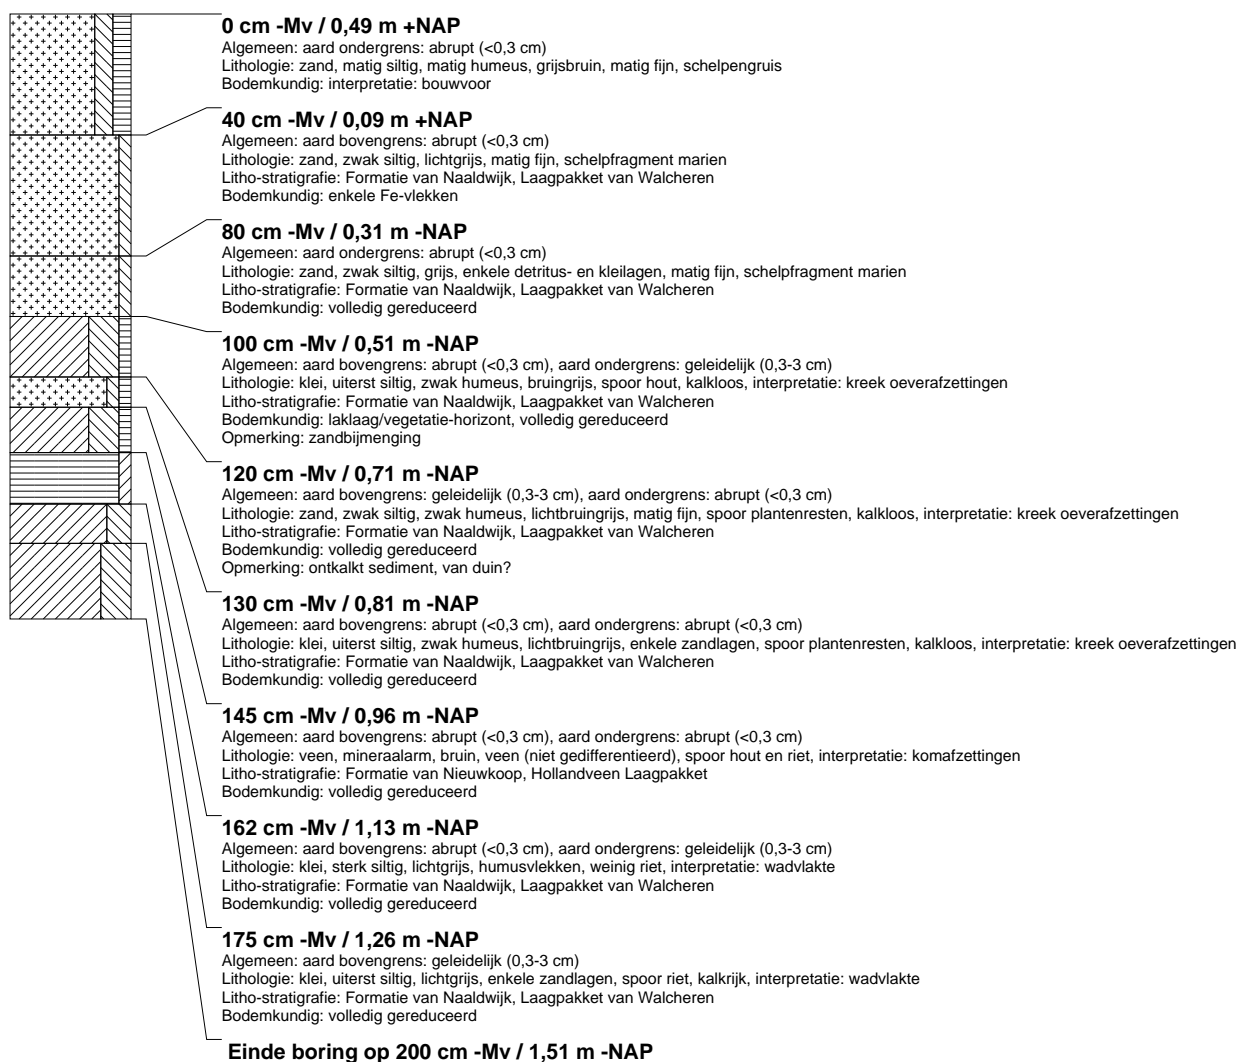 0 cm -Mv / 0,49 m +NAP
Algemeen: aard ondergrens: abrupt (<0,3 cm)
Lithologie: zand, matig siltig, matig humeus, grijsbruin, matig fijn, schelpengruis
Bodemkundig: interpretatie: bouwvoor
40 cm -Mv / 0,09 m +NAP
Algemeen: aard bovengrens: abrupt (<0,3 cm)
Lithologie: zand, zwak siltig, lichtgrijs, matig fijn, schelpfragment marien
Litho-stratigrafie: Formatie van Naaldwijk, Laagpakket van Walcheren
Bodemkundig: enkele Fe-vlekken
80 cm -Mv / 0,31 m -NAP
Algemeen: aard ondergrens: abrupt (<0,3 cm)
Lithologie: zand, zwak siltig, grijs, enkele detritus- en kleilagen, matig fijn, schelpfragment marien
Litho-stratigrafie: Formatie van Naaldwijk, Laagpakket van Walcheren
Bodemkundig: volledig gereduceerd
100 cm -Mv / 0,51 m -NAP
Algemeen: aard bovengrens: abrupt (<0,3 cm), aard ondergrens: geleidelijk (0,3-3 cm)
Lithologie: klei, uiterst siltig, zwak humeus, bruingrijs, spoor hout, kalkloos, interpretatie: kreek oeverafzettingen
Litho-stratigrafie: Formatie van Naaldwijk, Laagpakket van Walcheren
Bodemkundig: laklaag/vegetatie-horizont, volledig gereduceerd
Opmerking: zandbijmenging
120 cm -Mv / 0,71 m -NAP
Algemeen: aard bovengrens: geleidelijk (0,3-3 cm), aard ondergrens: abrupt (<0,3 cm)
Lithologie: zand, zwak siltig, zwak humeus, lichtbruingrijs, matig fijn, spoor plantenresten, kalkloos, interpretatie: kreek oeverafzettingen
Litho-stratigrafie: Formatie van Naaldwijk, Laagpakket van Walcheren
Bodemkundig: volledig gereduceerd
Opmerking: ontkalkt sediment, van duin?
130 cm -Mv / 0,81 m -NAP
Algemeen: aard bovengrens: abrupt (<0,3 cm), aard ondergrens: abrupt (<0,3 cm)
Lithologie: klei, uiterst siltig, zwak humeus, lichtbruingrijs, enkele zandlagen, spoor plantenresten, kalkloos, interpretatie: kreek oeverafzettingen
Litho-stratigrafie: Formatie van Naaldwijk, Laagpakket van Walcheren
Bodemkundig: volledig gereduceerd
145 cm -Mv / 0,96 m -NAP
Algemeen: aard bovengrens: abrupt (<0,3 cm), aard ondergrens: abrupt (<0,3 cm)
Lithologie: veen, mineraalarm, bruin, veen (niet gedifferentieerd), spoor hout en riet, interpretatie: komafzettingen
Litho-stratigrafie: Formatie van Nieuwkoop, Hollandveen Laagpakket
Bodemkundig: volledig gereduceerd
162 cm -Mv / 1,13 m -NAP
Algemeen: aard bovengrens: abrupt (<0,3 cm), aard ondergrens: geleidelijk (0,3-3 cm)
Lithologie: klei, sterk siltig, lichtgrijs, humusvlekken, weinig riet, interpretatie: wadvlakte
Litho-stratigrafie: Formatie van Naaldwijk, Laagpakket van Walcheren
Bodemkundig: volledig gereduceerd
175 cm -Mv / 1,26 m -NAP
Algemeen: aard bovengrens: geleidelijk (0,3-3 cm)
Lithologie: klei, uiterst siltig, lichtgrijs, enkele zandlagen, spoor riet, kalkrijk, interpretatie: wadvlakte
Litho-stratigrafie: Formatie van Naaldwijk, Laagpakket van Walcheren
Bodemkundig: volledig gereduceerd
Einde boring op 200 cm -Mv / 1,51 m -NAP